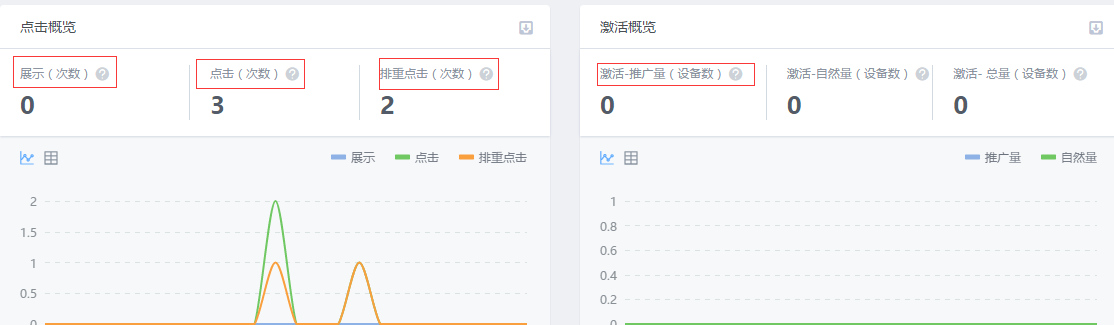 点击概览
展示（次数）
点击（次数）
排重点击（次数）
0
3
2
展示
点击
排重点击
2
1.5
1
0.5
0
激活概览
激活-推广量（设备数）
激活-自然量（设备数）
激活- 总量（设备数）
0
0
0
推广量
自然量
1
0.8
0.6
0.4
0.2
0